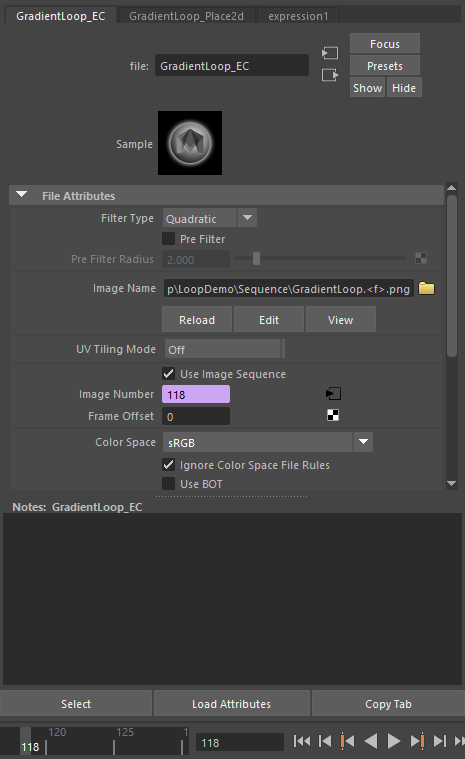 GradientLoop_EC GradientLoop_Place2d expression1
Focus
file: GradientLoop_EC Presets
Show Hide
Sample
File Attributes
Filter Type Quadratic
Pre Filter
Pre Filter Radius 2.000
Image Name p\LoopDemo\Sequence\GradientLoop.<f>.png
Reload Edit View
UV Tiling Mode Off
Use Image Sequence
Image Number 118
Frame Offset 0
Color Space sRGB
Ignore Color Space File Rules
Use BOT
Notes: GradientLoop_EC
Select Load Attributes Copy Tab
120 125 1
118 118